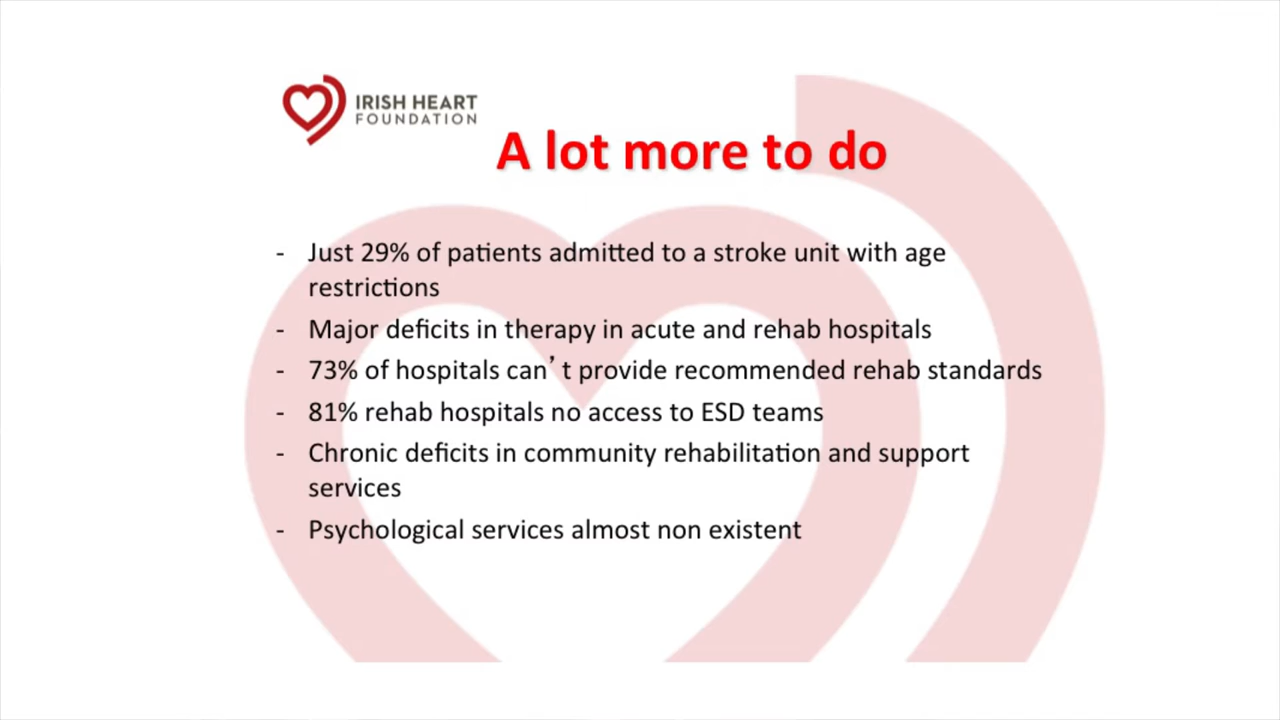 IRISH HEART
FOUNDATION
A lot more to do
- Just 29% of patients admitted to a stroke unit with age
restrictions
- Major deficits in therapy in acute and rehab hospitals
- 73% of hospitals can’t provide recommended rehab standards
- 81% rehab hospitals no access to ESD teams
- Chronic deficits in community rehabilitation and support
services
- Psychological services almost non existent